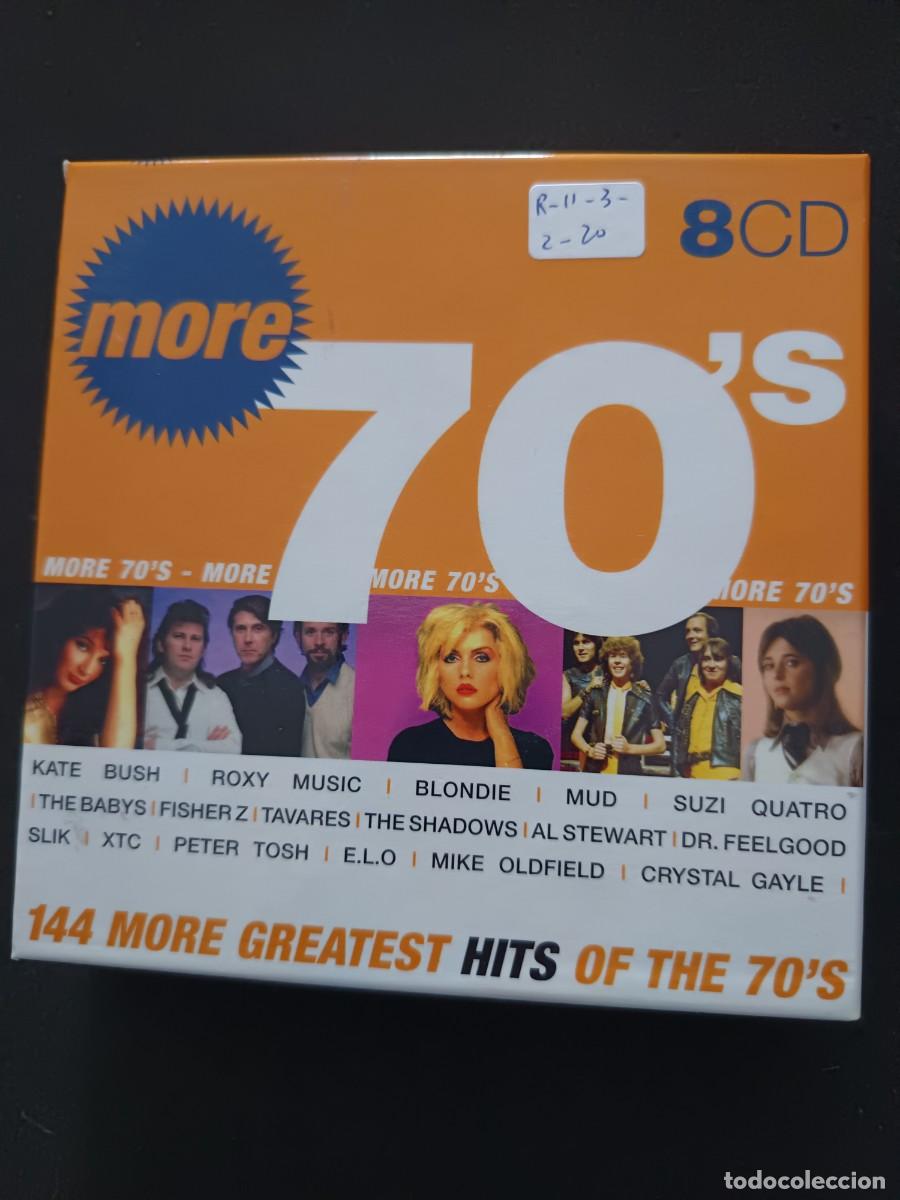 R-11-3-
2-20
8CD
more
70's
MORE 70'S - MORE MORE 70'S MORE 70'S
KATE BUSH | ROXY MUSIC | BLONDIE | MUD | SUZI QUATRO
| THE BABYS | FISHER Z | TAVARES | THE SHADOWS | AL STEWART | DR. FEELGOOD
SLIK | XTC | PETER TOSH | E.L.O | MIKE OLDFIELD | CRYSTAL GAYLE |
144 MORE GREATEST HITS OF THE 70'S
todocoleccion